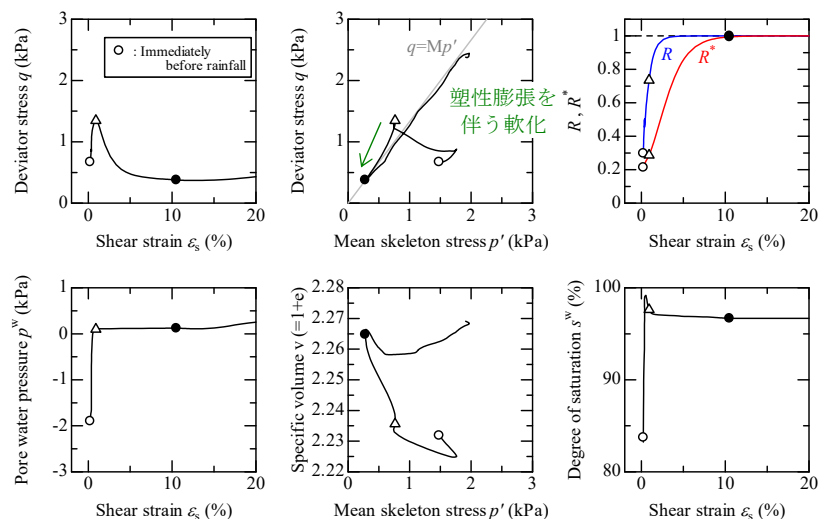 Deviator stress q (kPa)
3
2
1
0
0
10
20
Shear strain εs (%)
: Immediately
before rainfall
Deviator stress q (kPa)
3
2
1
0
0
1
2
3
Mean skeleton stress p′ (kPa)
q=Mp′
塑性膨張を
伴う軟化
R , R*
1
0.8
0.6
0.4
0.2
0
0
10
20
Shear strain εs (%)
R
R*
Pore water pressure pʷ (kPa)
1
0
-1
-2
-3
0
10
20
Shear strain εs (%)
Specific volume v (=1+e)
2.28
2.27
2.26
2.25
2.24
2.23
2.22
0
1
2
3
Mean skeleton stress p′ (kPa)
Degree of saturation sʷ (%)
100
90
80
0
10
20
Shear strain εs (%)